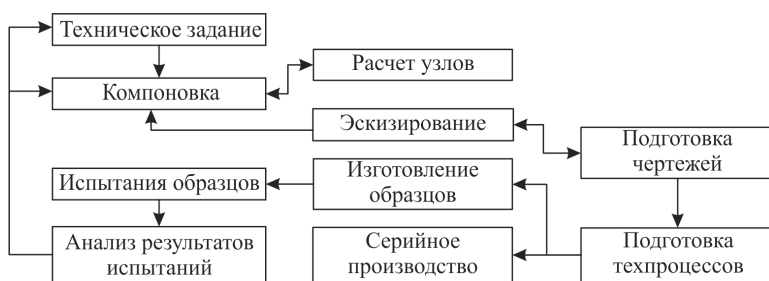 Техническое задание
Компоновка
Расчет узлов
Эскизирование
Подготовка
чертежей
Испытания образцов
Изготовление
образцов
Анализ результатов
испытаний
Серийное
производство
Подготовка
техпроцессов